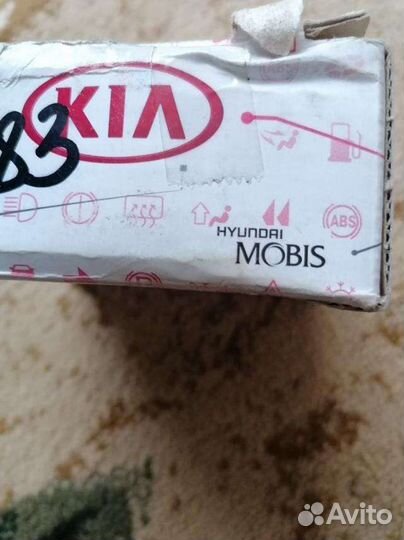 KIA
83
ABS
HYUNDAI
MOBIS
Avito